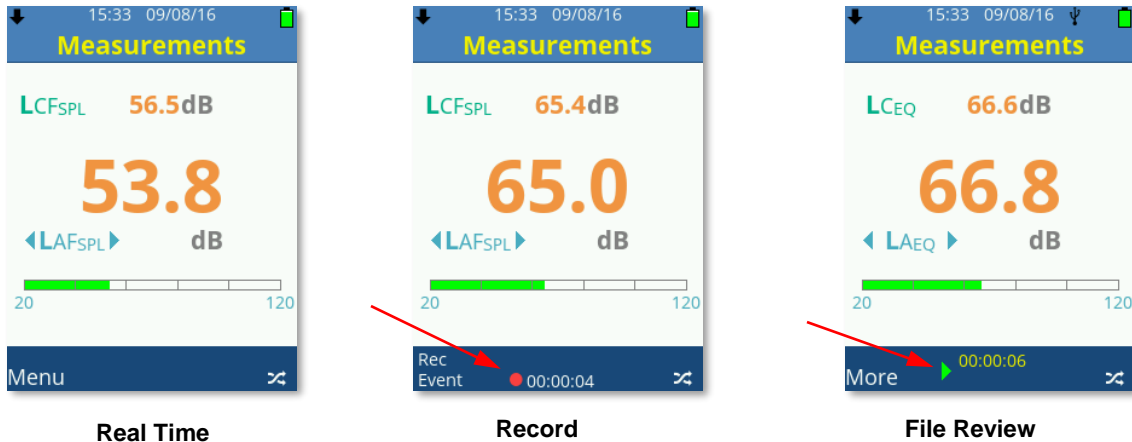 15:33 09/08/16
Measurements
LCFSPL 56.5dB
53.8
LAFSPL dB
20 120
Menu
Real Time
15:33 09/08/16
Measurements
LCFSPL 65.4dB
65.0
LAFSPL dB
20 120
Rec
Event 00:00:04
Record
15:33 09/08/16
Measurements
LCEQ 66.6dB
66.8
LAEQ dB
20 120
00:00:06
More
File Review